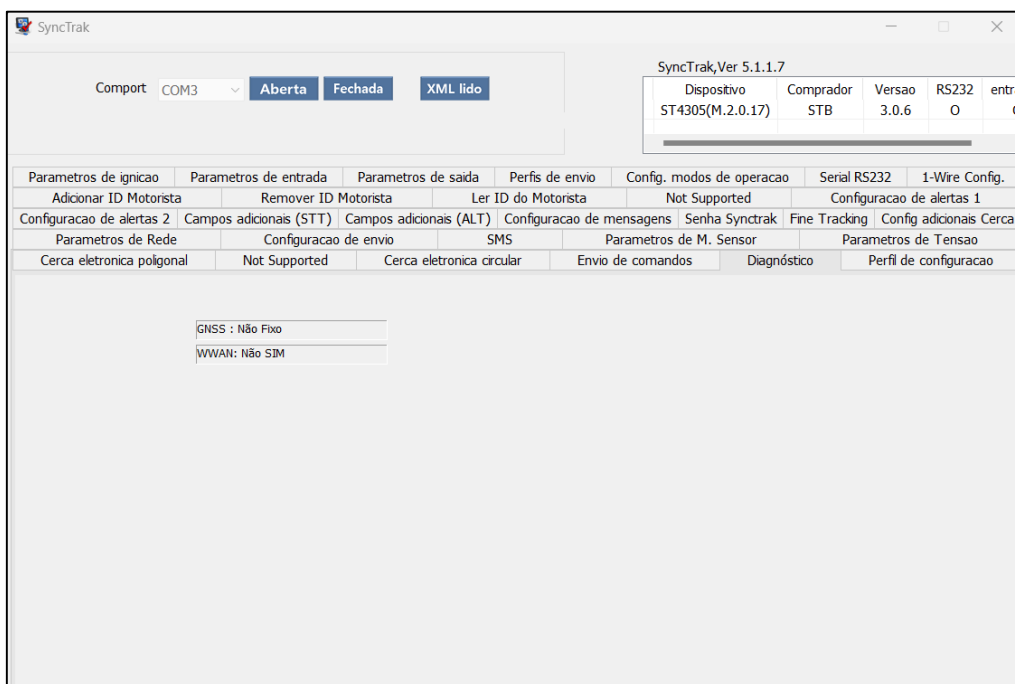 SyncTrak
SyncTrak,Ver 5.1.1.7
Comport COM3 Aberta Fechada XML lido
Dispositivo Comprador Versao RS232 entr
ST4305(M.2.0.17) STB 3.0.6 O
Parametros de ignicao Parametros de entrada Parametros de saida Perfis de envio Config. modos de operacao Serial RS232 1-Wire Config.
Adicionar ID Motorista Remover ID Motorista Ler ID do Motorista Not Supported Configuracao de alertas 1
Configuracao de alertas 2 Campos adicionais (STT) Campos adicionais (ALT) Configuracao de mensagens Senha Synctrak Fine Tracking Config adicionais Cerca
Parametros de Rede Configuracao de envio SMS Parametros de M. Sensor Parametros de Tensao
Cerca eletronica poligonal Not Supported Cerca eletronica circular Envio de comandos Diagnóstico Perfil de configuracao
GNSS : Não Fixo
WWAN: Não SIM